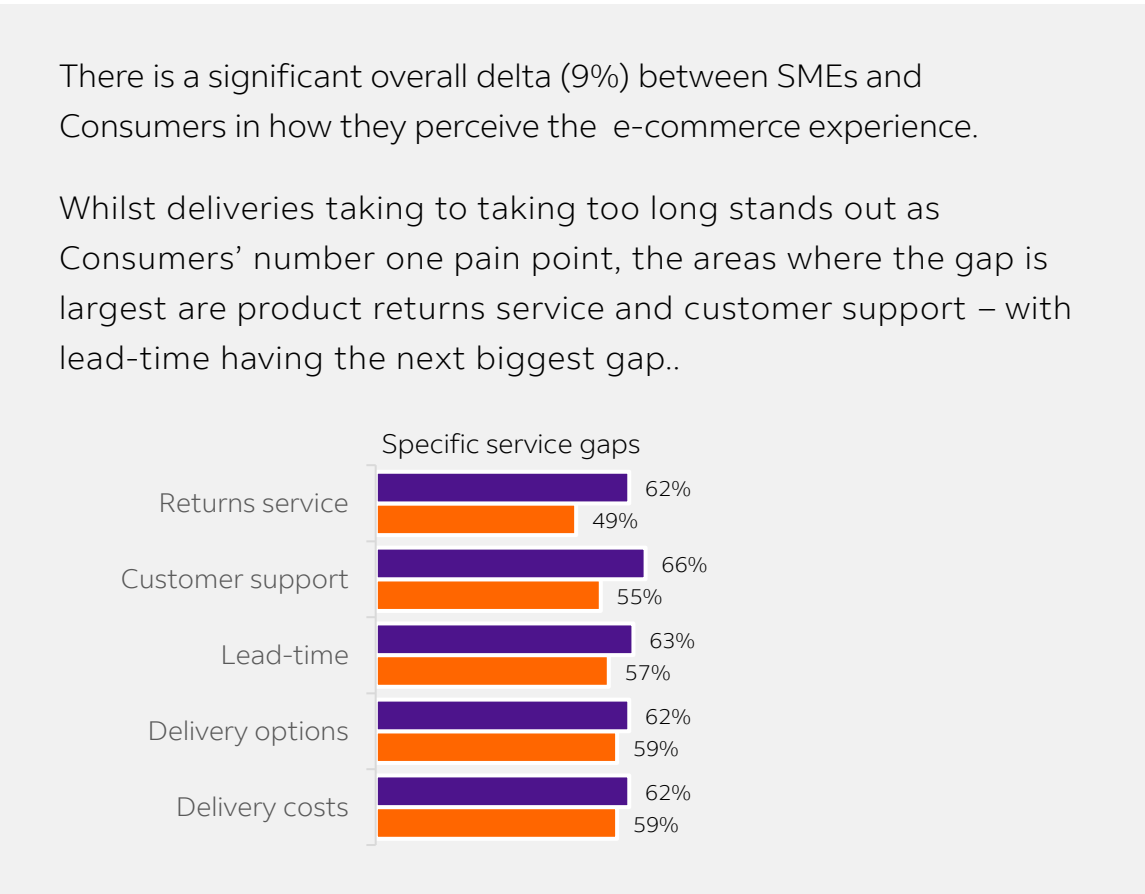 There is a significant overall delta (9%) between SMEs and
Consumers in how they perceive the  e-commerce experience.
Whilst deliveries taking to taking too long stands out as
Consumers’ number one pain point, the areas where the gap is
largest are product returns service and customer support – with
lead-time having the next biggest gap..
Specific service gaps
Returns service
62%
49%
Customer support
66%
55%
Lead-time
63%
57%
Delivery options
62%
59%
Delivery costs
62%
59%